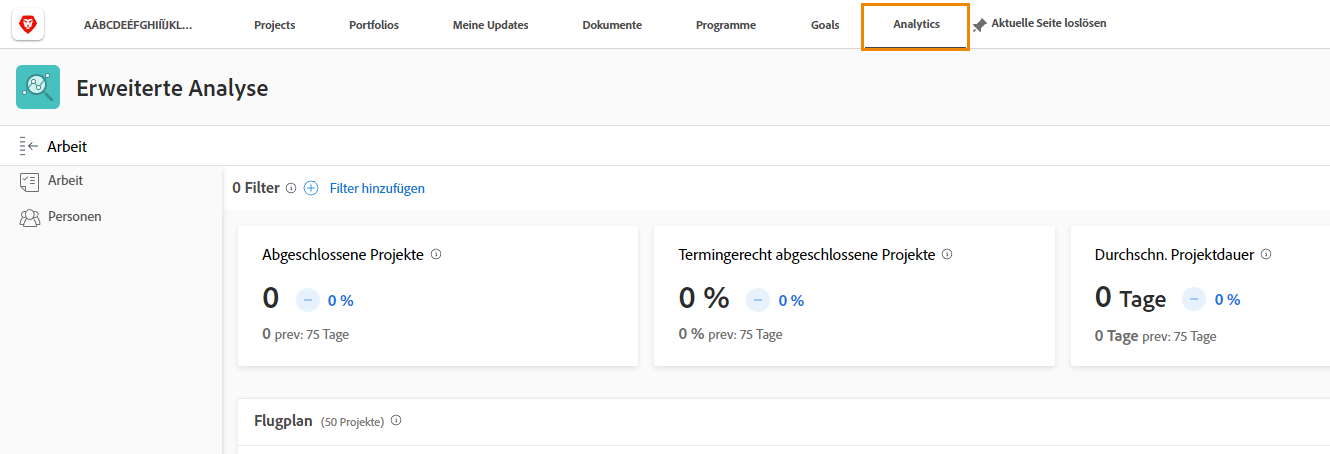 AÁBCDEÉFGHIÍJKL... Projects Portfolios Meine Updates Dokumente Programme Goals Analytics Aktuelle Seite loslösen
Erweiterte Analyse
Arbeit
Arbeit
Personen
0 Filter Filter hinzufügen
Abgeschlossene Projekte
0 0 %
0 prev: 75 Tage
Termingerecht abgeschlossene Projekte
0 % 0 %
0 % prev: 75 Tage
Durchschn. Projektdauer
0 Tage 0 %
0 Tage prev: 75 Tage
Flugplan (50 Projekte)